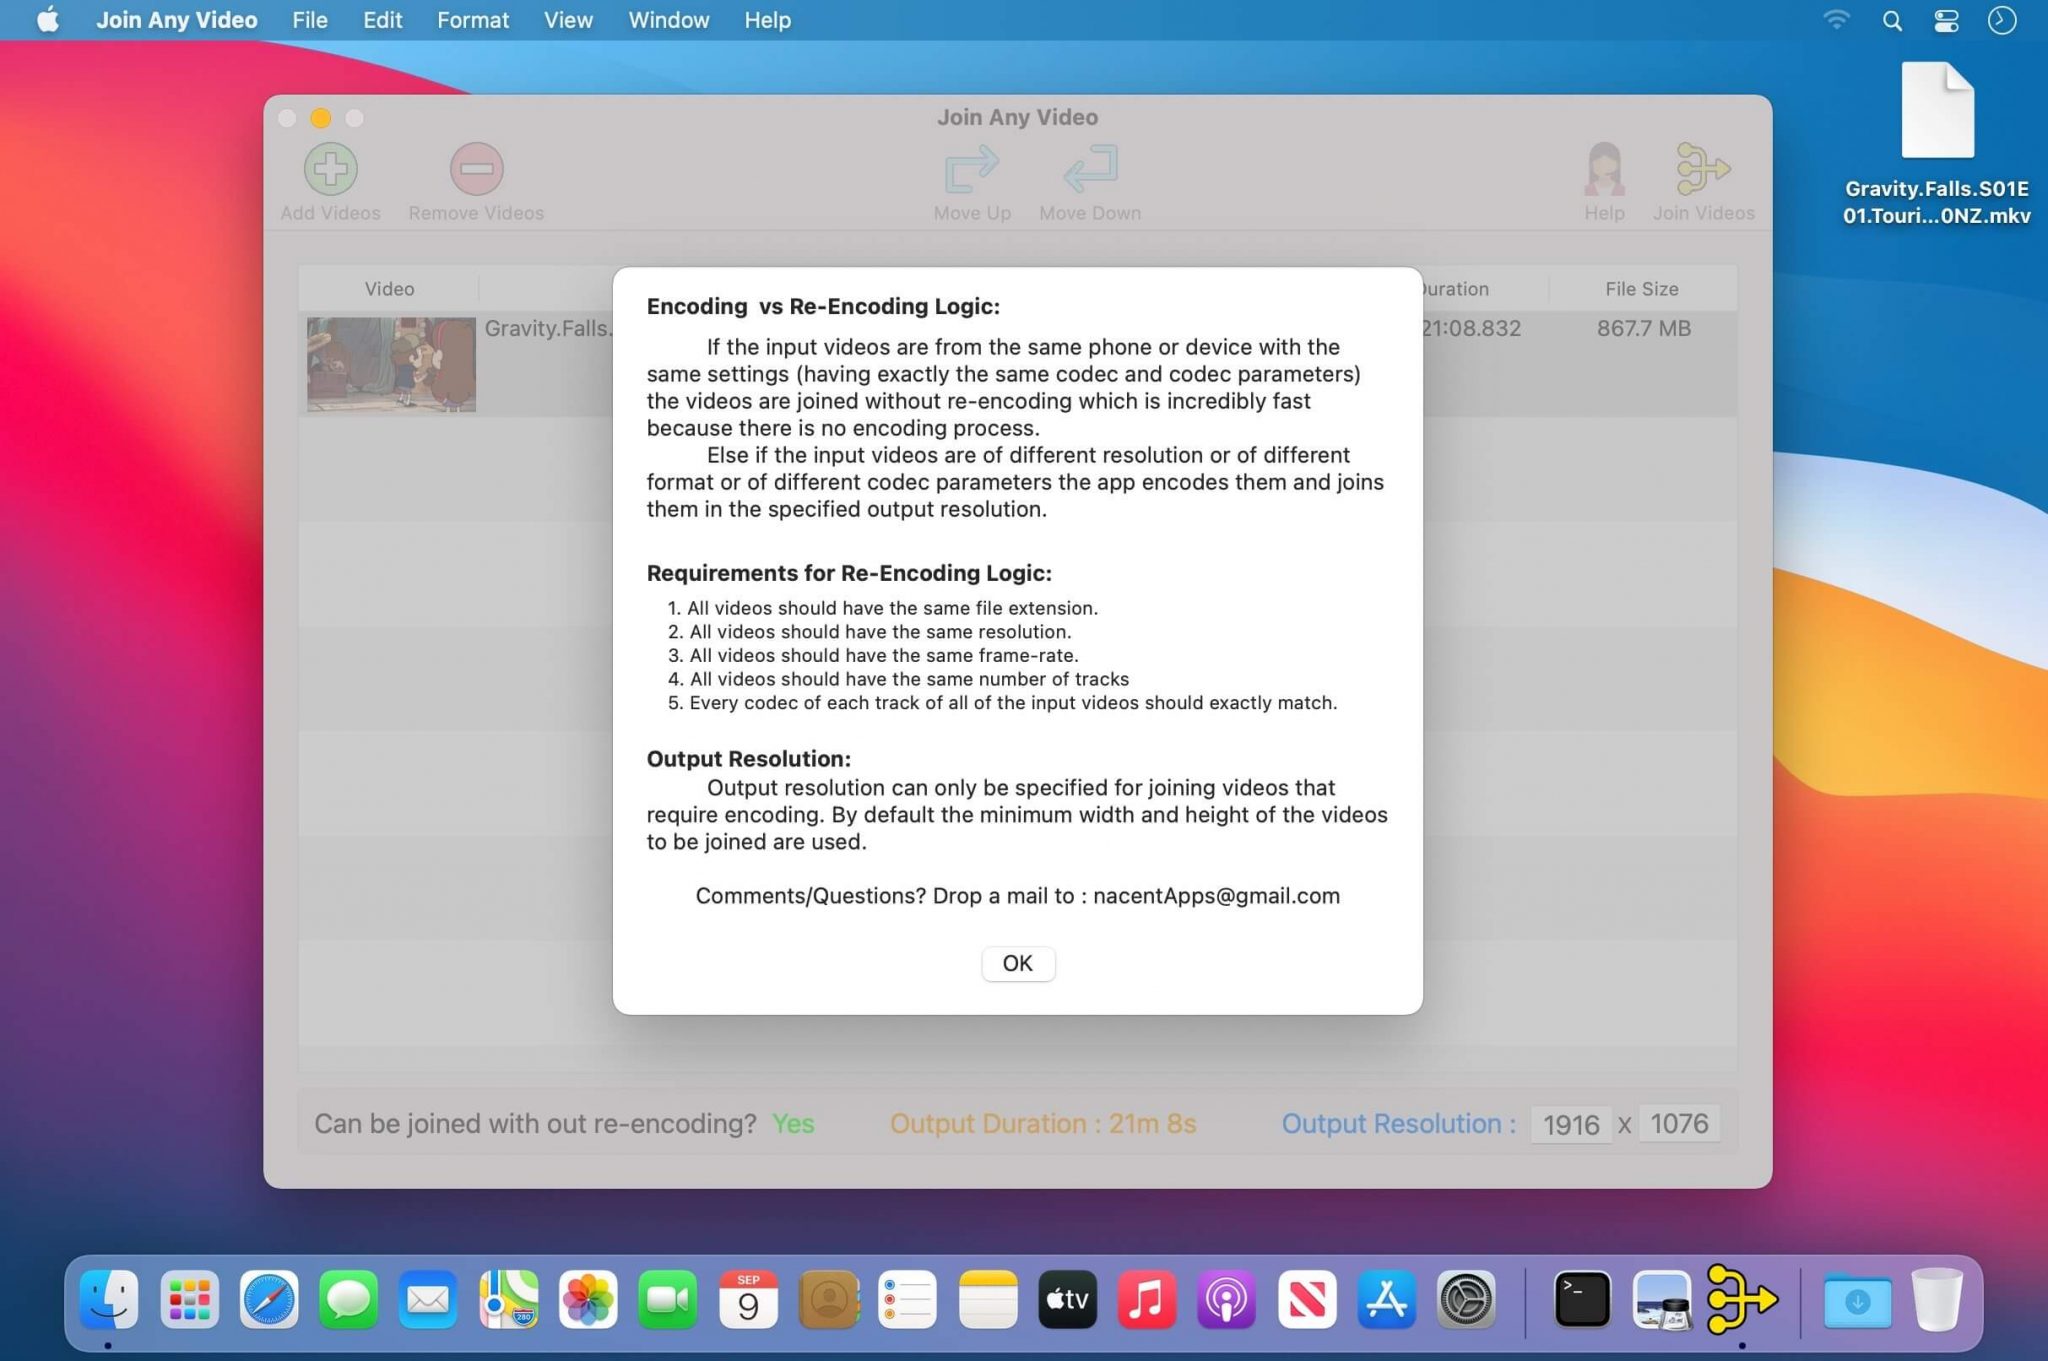 Join Any Video File Edit Format View Window Help
Gravity.Falls.S01E
01.Touri...0NZ.mkv
Join Any Video
Add Videos Remove Videos Move Up Move Down Help Join Videos
Video Duration File Size
Gravity.Falls. 21:08.832 867.7 MB
Encoding vs Re-Encoding Logic:
If the input videos are from the same phone or device with the
same settings (having exactly the same codec and codec parameters)
the videos are joined without re-encoding which is incredibly fast
because there is no encoding process.
Else if the input videos are of different resolution or of different
format or of different codec parameters the app encodes them and joins
them in the specified output resolution.
Requirements for Re-Encoding Logic:
1. All videos should have the same file extension.
2. All videos should have the same resolution.
3. All videos should have the same frame-rate.
4. All videos should have the same number of tracks
5. Every codec of each track of all of the input videos should exactly match.
Output Resolution:
Output resolution can only be specified for joining videos that
require encoding. By default the minimum width and height of the videos
to be joined are used.
Comments/Questions? Drop a mail to : nacentApps@gmail.com
OK
Can be joined with out re-encoding? Yes Output Duration : 21m 8s Output Resolution : 1916 x 1076
SEP
9
280
tv
>_